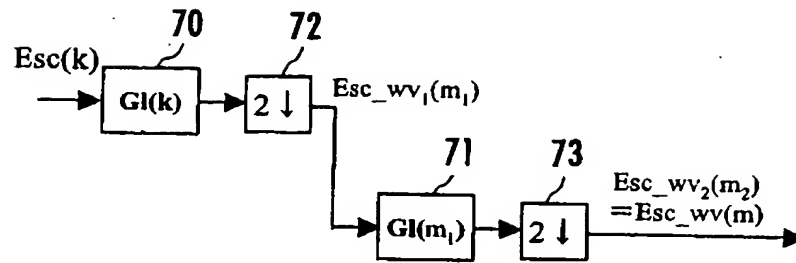 70
72
Esc(k)
Gl(k)
2 ↓
Esc_wv₁(m₁)
71
73
Gl(m₁)
2 ↓
Esc_wv₂(m₂)
=Esc_wv(m)